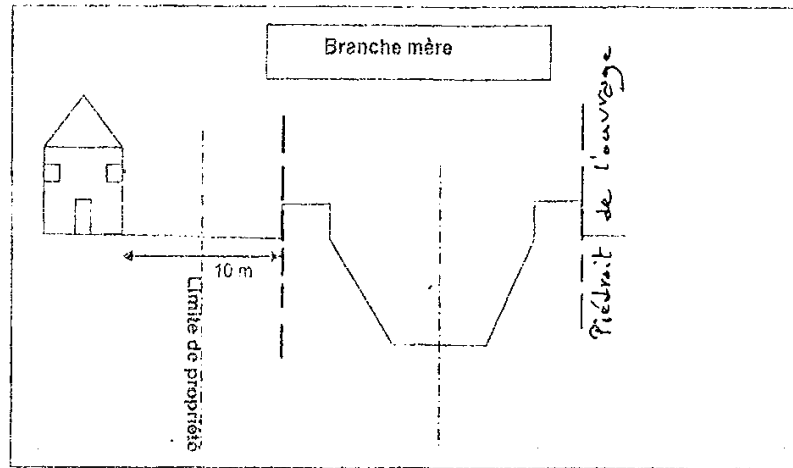 Branche mère
10 m
Limite de propriété
Piédroit de l'ouvrage